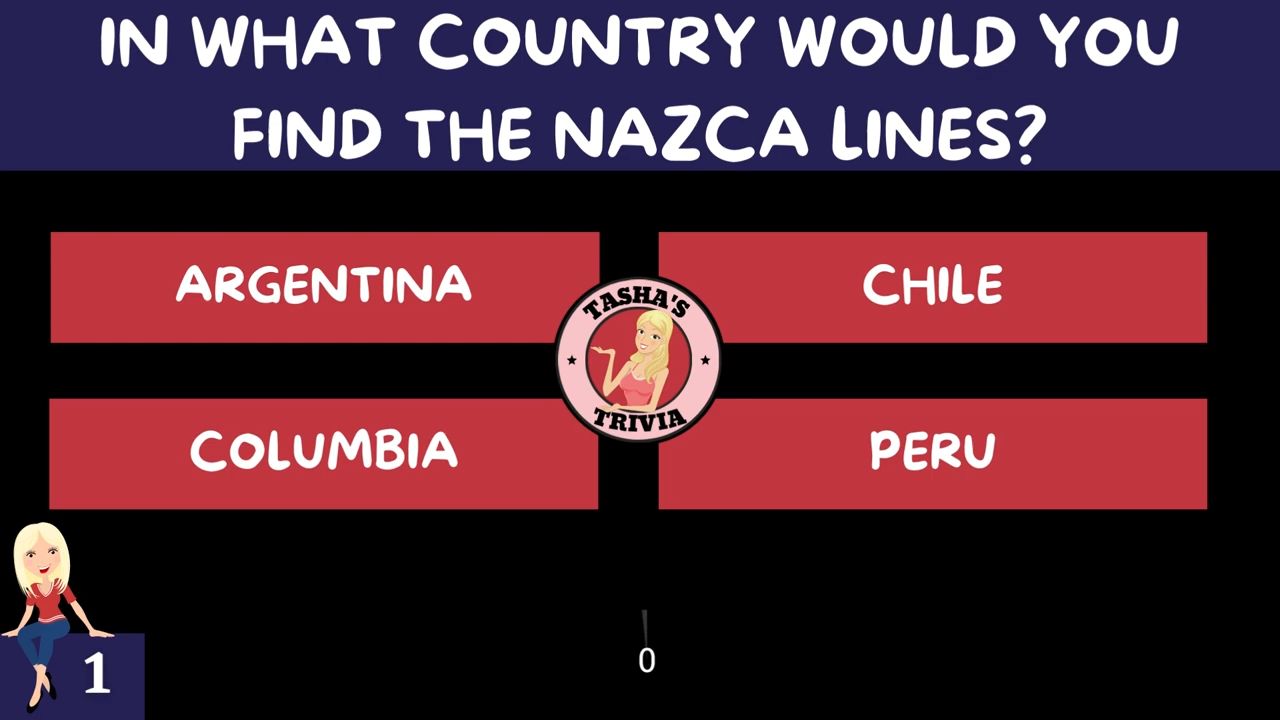 IN WHAT COUNTRY WOULD YOU
FIND THE NAZCA LINES?
ARGENTINA
CHILE
TASHA'S
TRIVIA
COLUMBIA
PERU
1
0